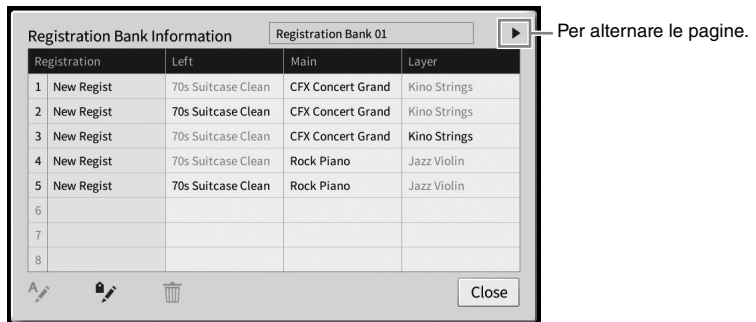 Registration Bank Information Registration Bank 01
Per alternare le pagine.
Registration Left Main Layer
1 New Regist 70s Suitcase Clean CFX Concert Grand Kino Strings
2 New Regist 70s Suitcase Clean CFX Concert Grand Kino Strings
3 New Regist 70s Suitcase Clean CFX Concert Grand Kino Strings
4 New Regist 70s Suitcase Clean Rock Piano Jazz Violin
5 New Regist 70s Suitcase Clean Rock Piano Jazz Violin
6
7
8
A Close